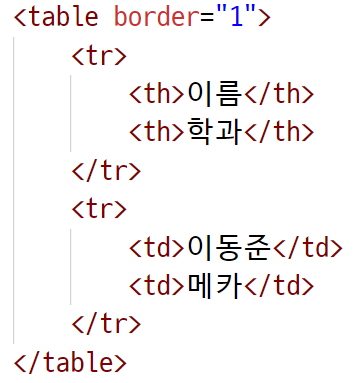 <table border="1">
<tr>
<th>이름</th>
<th>학과</th>
</tr>
<tr>
<td>이동준</td>
<td>메카</td>
</tr>
</table>